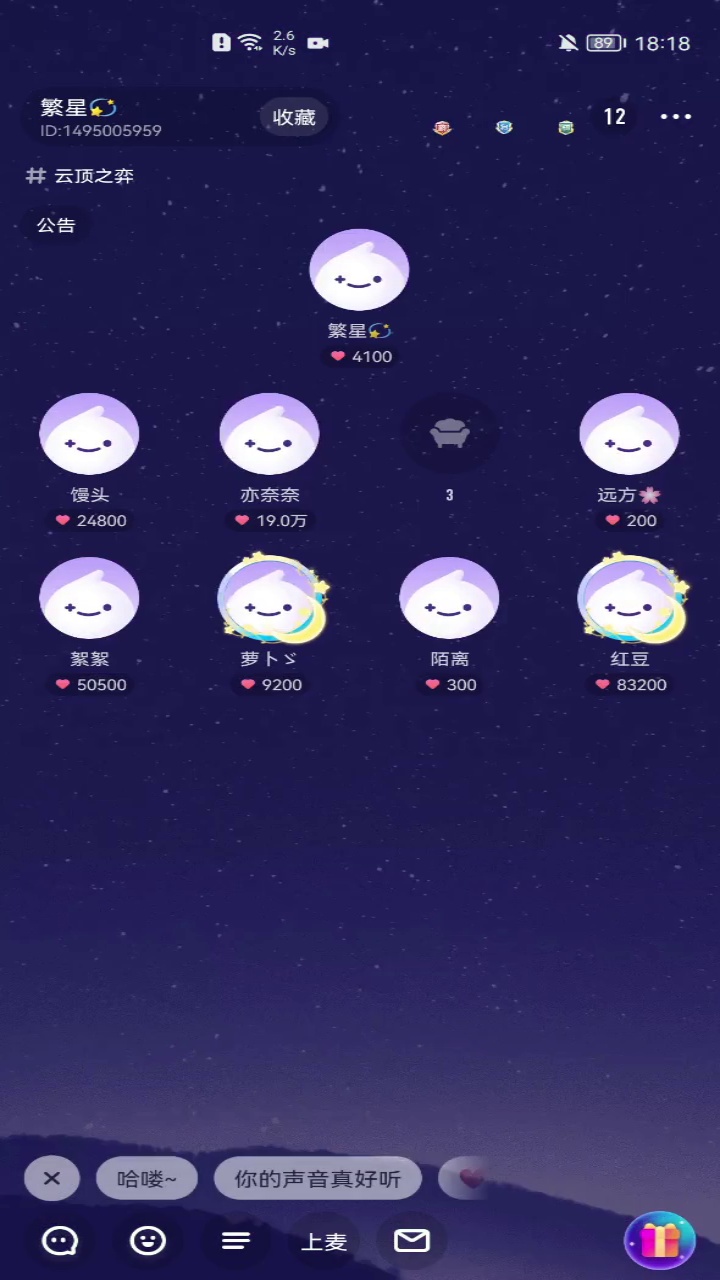 2.6
K/s
89
18:18
繁星💫
ID:1495005959
收藏
12
# 云顶之弈
公告
繁星💫
4100
馒头
亦奈奈
3
远方🌸
24800
19.0万
200
絮絮
萝卜ゞ
陌离
红豆
50500
9200
300
83200
哈喽~
你的声音真好听
上麦